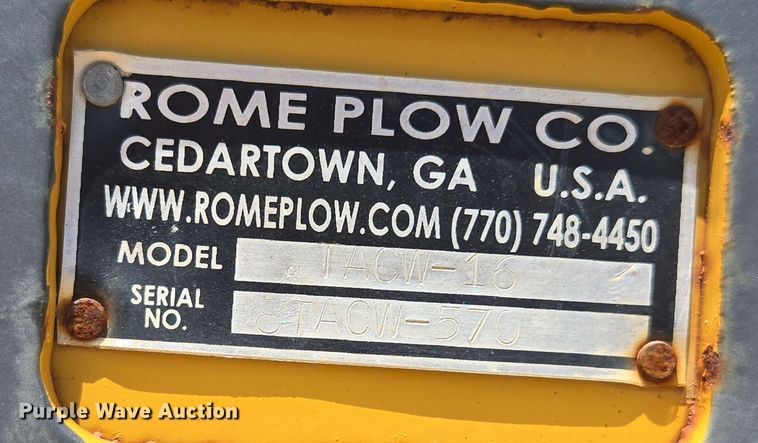 ROME PLOW CO.
CEDARTOWN, GA U.S.A.
WWW.ROMEPLOW.COM (770) 748-4450
MODEL TACW-16
SERIAL NO. 8TACW-570
Purple Wave Auction